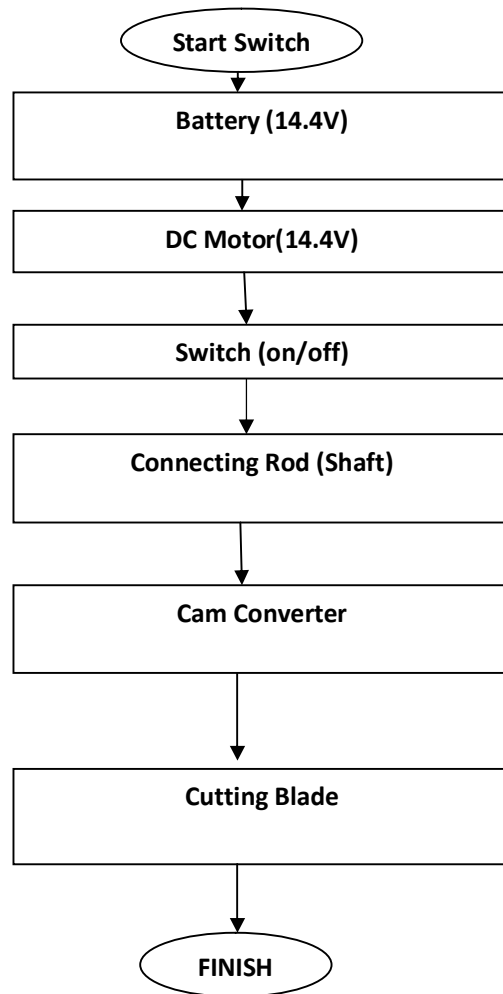 Start Switch
Battery (14.4V)
DC Motor(14.4V)
Switch (on/off)
Connecting Rod (Shaft)
Cam Converter
Cutting Blade
FINISH